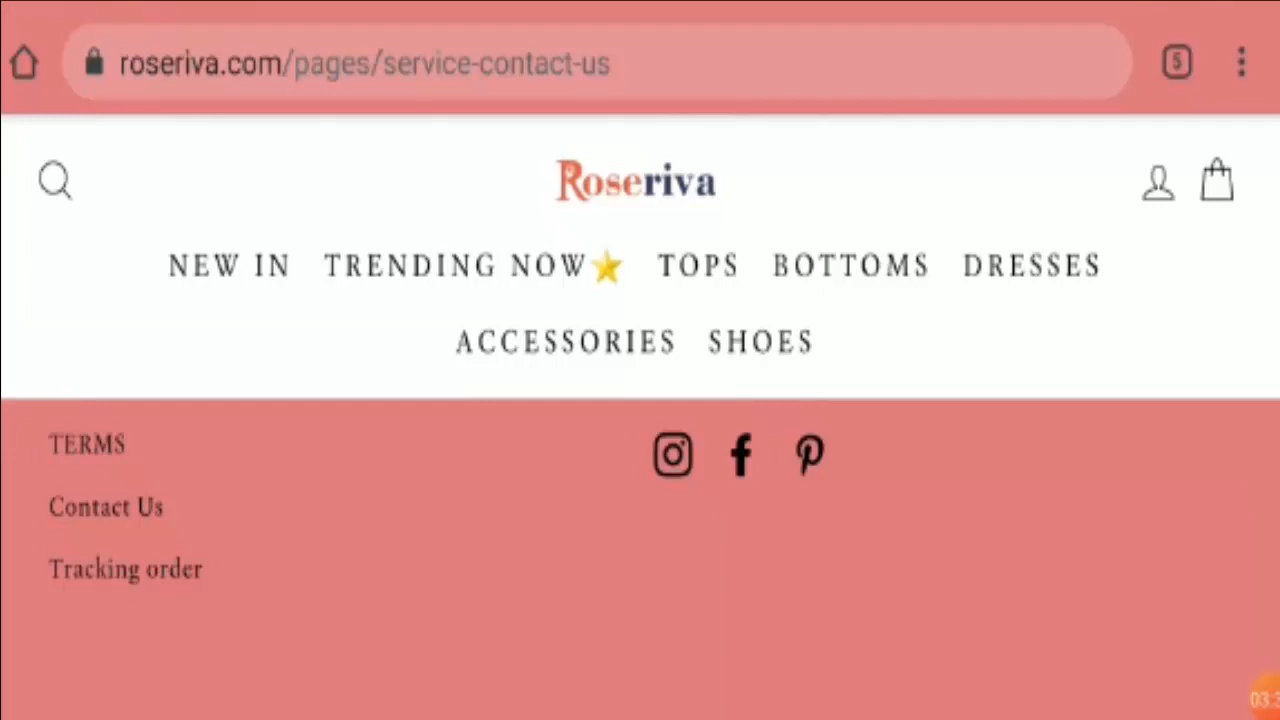 roseriva.com/pages/service-contact-us
5
Roseriva
NEW IN TRENDING NOW⭐ TOPS BOTTOMS DRESSES
ACCESSORIES SHOES
TERMS
Contact Us
Tracking order